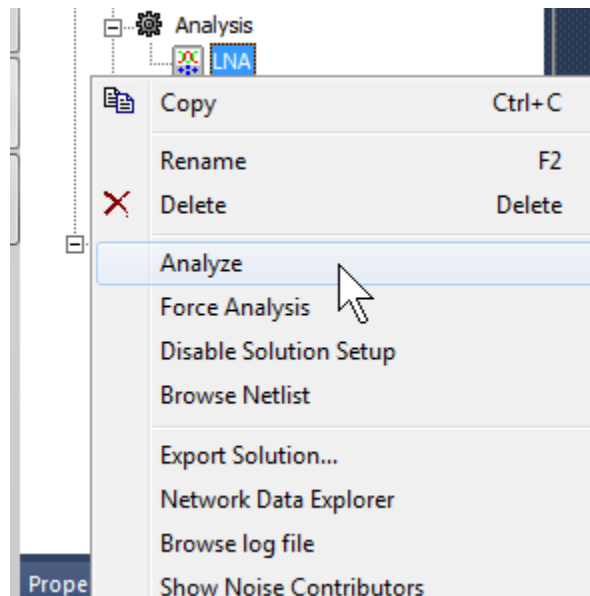 Analysis
LNA
Copy Ctrl+C
Rename F2
Delete Delete
Analyze
Force Analysis
Disable Solution Setup
Browse Netlist
Export Solution...
Network Data Explorer
Browse log file
Prope
Show Noise Contributors